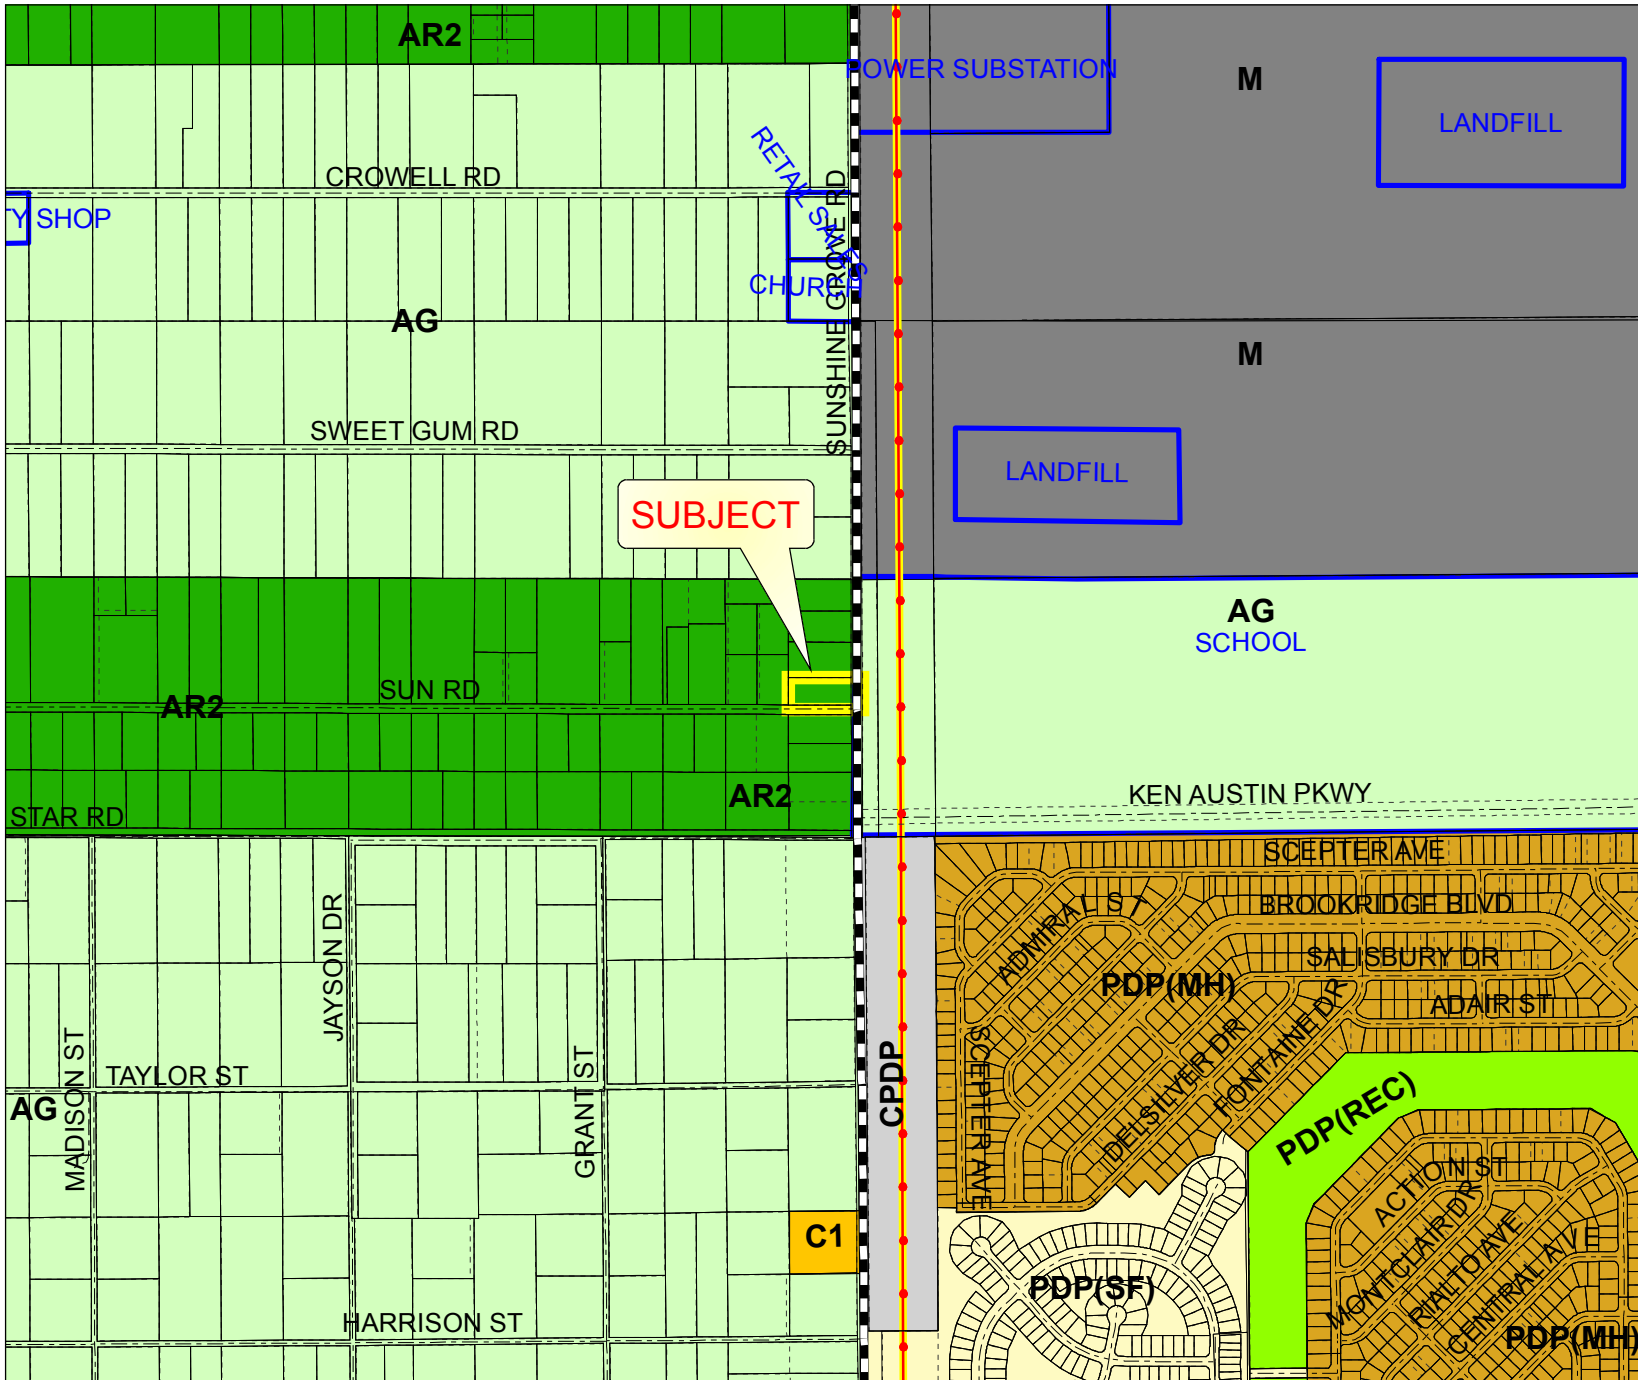 AR2
POWER SUBSTATION
M
LANDFILL
CROWELL RD
RETAIL SALES
TY SHOP
CHURCH
SUNSHINE GROVE RD
AG
M
SWEET GUM RD
LANDFILL
SUBJECT
AG
SCHOOL
SUN RD
AR2
AR2
KEN AUSTIN PKWY
STAR RD
SCEPTER AVE
BROOKRIDGE BLVD
ADMIRAL ST
SALISBURY DR
JAYSON DR
PDP(MH)
ADAIR ST
MADISON ST
TAYLOR ST
GRANT ST
CPDP
SCEPTER AVE
DELSILVER DR
FONTAINE DR
AG
PDP(REC)
ACTION ST
C1
MONTCLAIR DR
RIALTO AVE
CENTRAL AVE
PDP(SF)
HARRISON ST
PDP(MH)